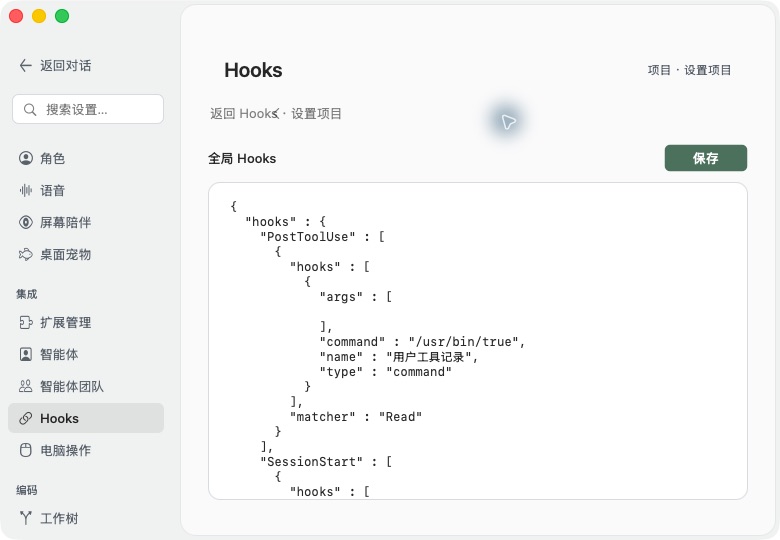 返回对话
搜索设置...
角色
语音
屏幕陪伴
桌面宠物
集成
扩展管理
智能体
智能体团队
Hooks
电脑操作
编码
工作树
Hooks
项目 · 设置项目
返回 Hooks · 设置项目
全局 Hooks
保存
{
  "hooks" : {
    "PostToolUse" : [
      {
        "hooks" : [
          {
            "args" : [

            ],
            "command" : "/usr/bin/true",
            "name" : "用户工具记录",
            "type" : "command"
          }
        ],
        "matcher" : "Read"
      }
    ],
    "SessionStart" : [
      {
        "hooks" : [